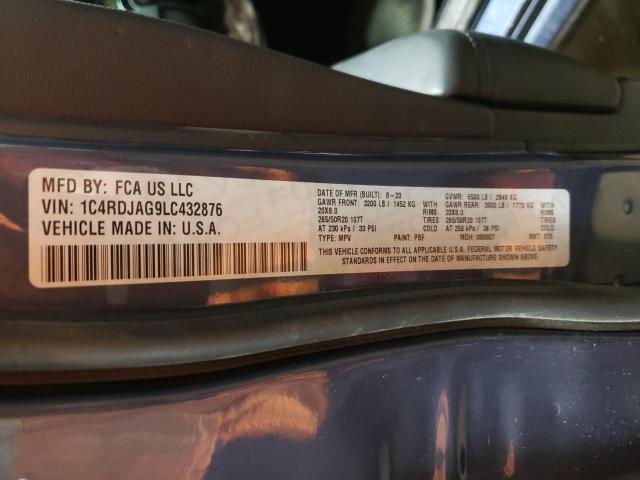 MFD BY: FCA US LLC
VIN: 1C4RDJAG9LC432876
VEHICLE MADE IN: U.S.A.
DATE OF MFR (BUILT): 8-20 GVWR: 6500 LB / 2949 KG
GAWR FRONT: 3200 LB / 1452 KG WITH GAWR REAR: 3900 LB / 1770 KG WITH
20X8.0 RIMS 20X8.0 RIMS
265/50R20 107T TIRES 265/50R20 107T TIRES
AT 230 kPa / 33 PSI COLD AT 250 kPa / 36 PSI COLD
TYPE: MPV PAINT: PBF MDH: 080907
THIS VEHICLE CONFORMS TO ALL APPLICABLE U.S.A. FEDERAL MOTOR VEHICLE SAFETY
STANDARDS IN EFFECT ON THE DATE OF MANUFACTURE SHOWN ABOVE.